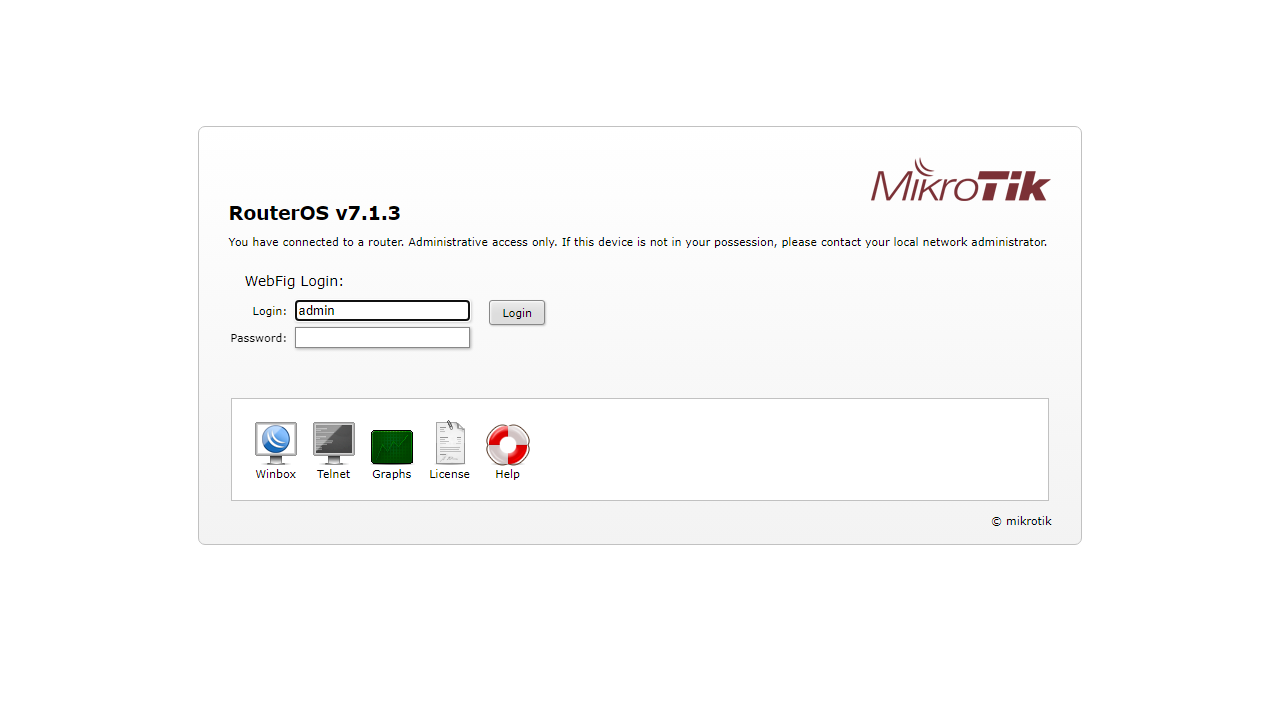 MikroTik
RouterOS v7.1.3
You have connected to a router. Administrative access only. If this device is not in your possession, please contact your local network administrator.
WebFig Login:
Login: admin Login
Password:
Winbox Telnet Graphs License Help
© mikrotik